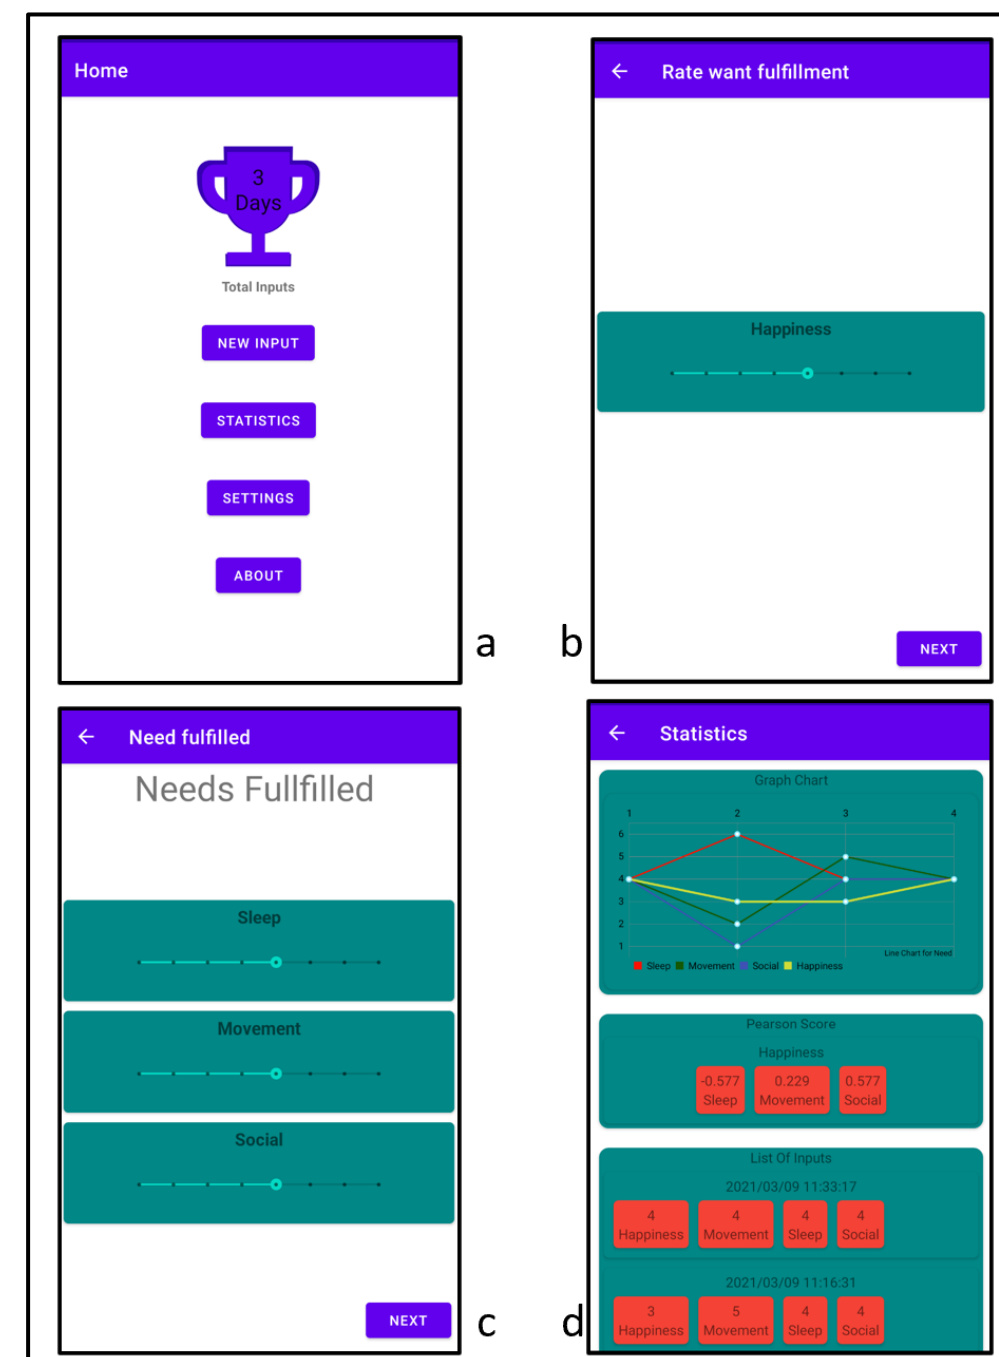 Home
3
Days
Total Inputs
NEW INPUT
STATISTICS
SETTINGS
ABOUT
a
Rate want fulfillment
Happiness
NEXT
b
Need fulfilled
Needs Fullfilled
Sleep
Movement
Social
NEXT
c
Statistics
Graph Chart
1 2 3 4
6
5
4
3
2
1
Line Chart for Need
Sleep Movement Social Happiness
Pearson Score
Happiness
-0.577 0.229 0.577
Sleep Movement Social
List Of Inputs
2021/03/09 11:33:17
4 4 4 4
Happiness Movement Sleep Social
2021/03/09 11:16:31
3 5 4 4
Happiness Movement Sleep Social
d